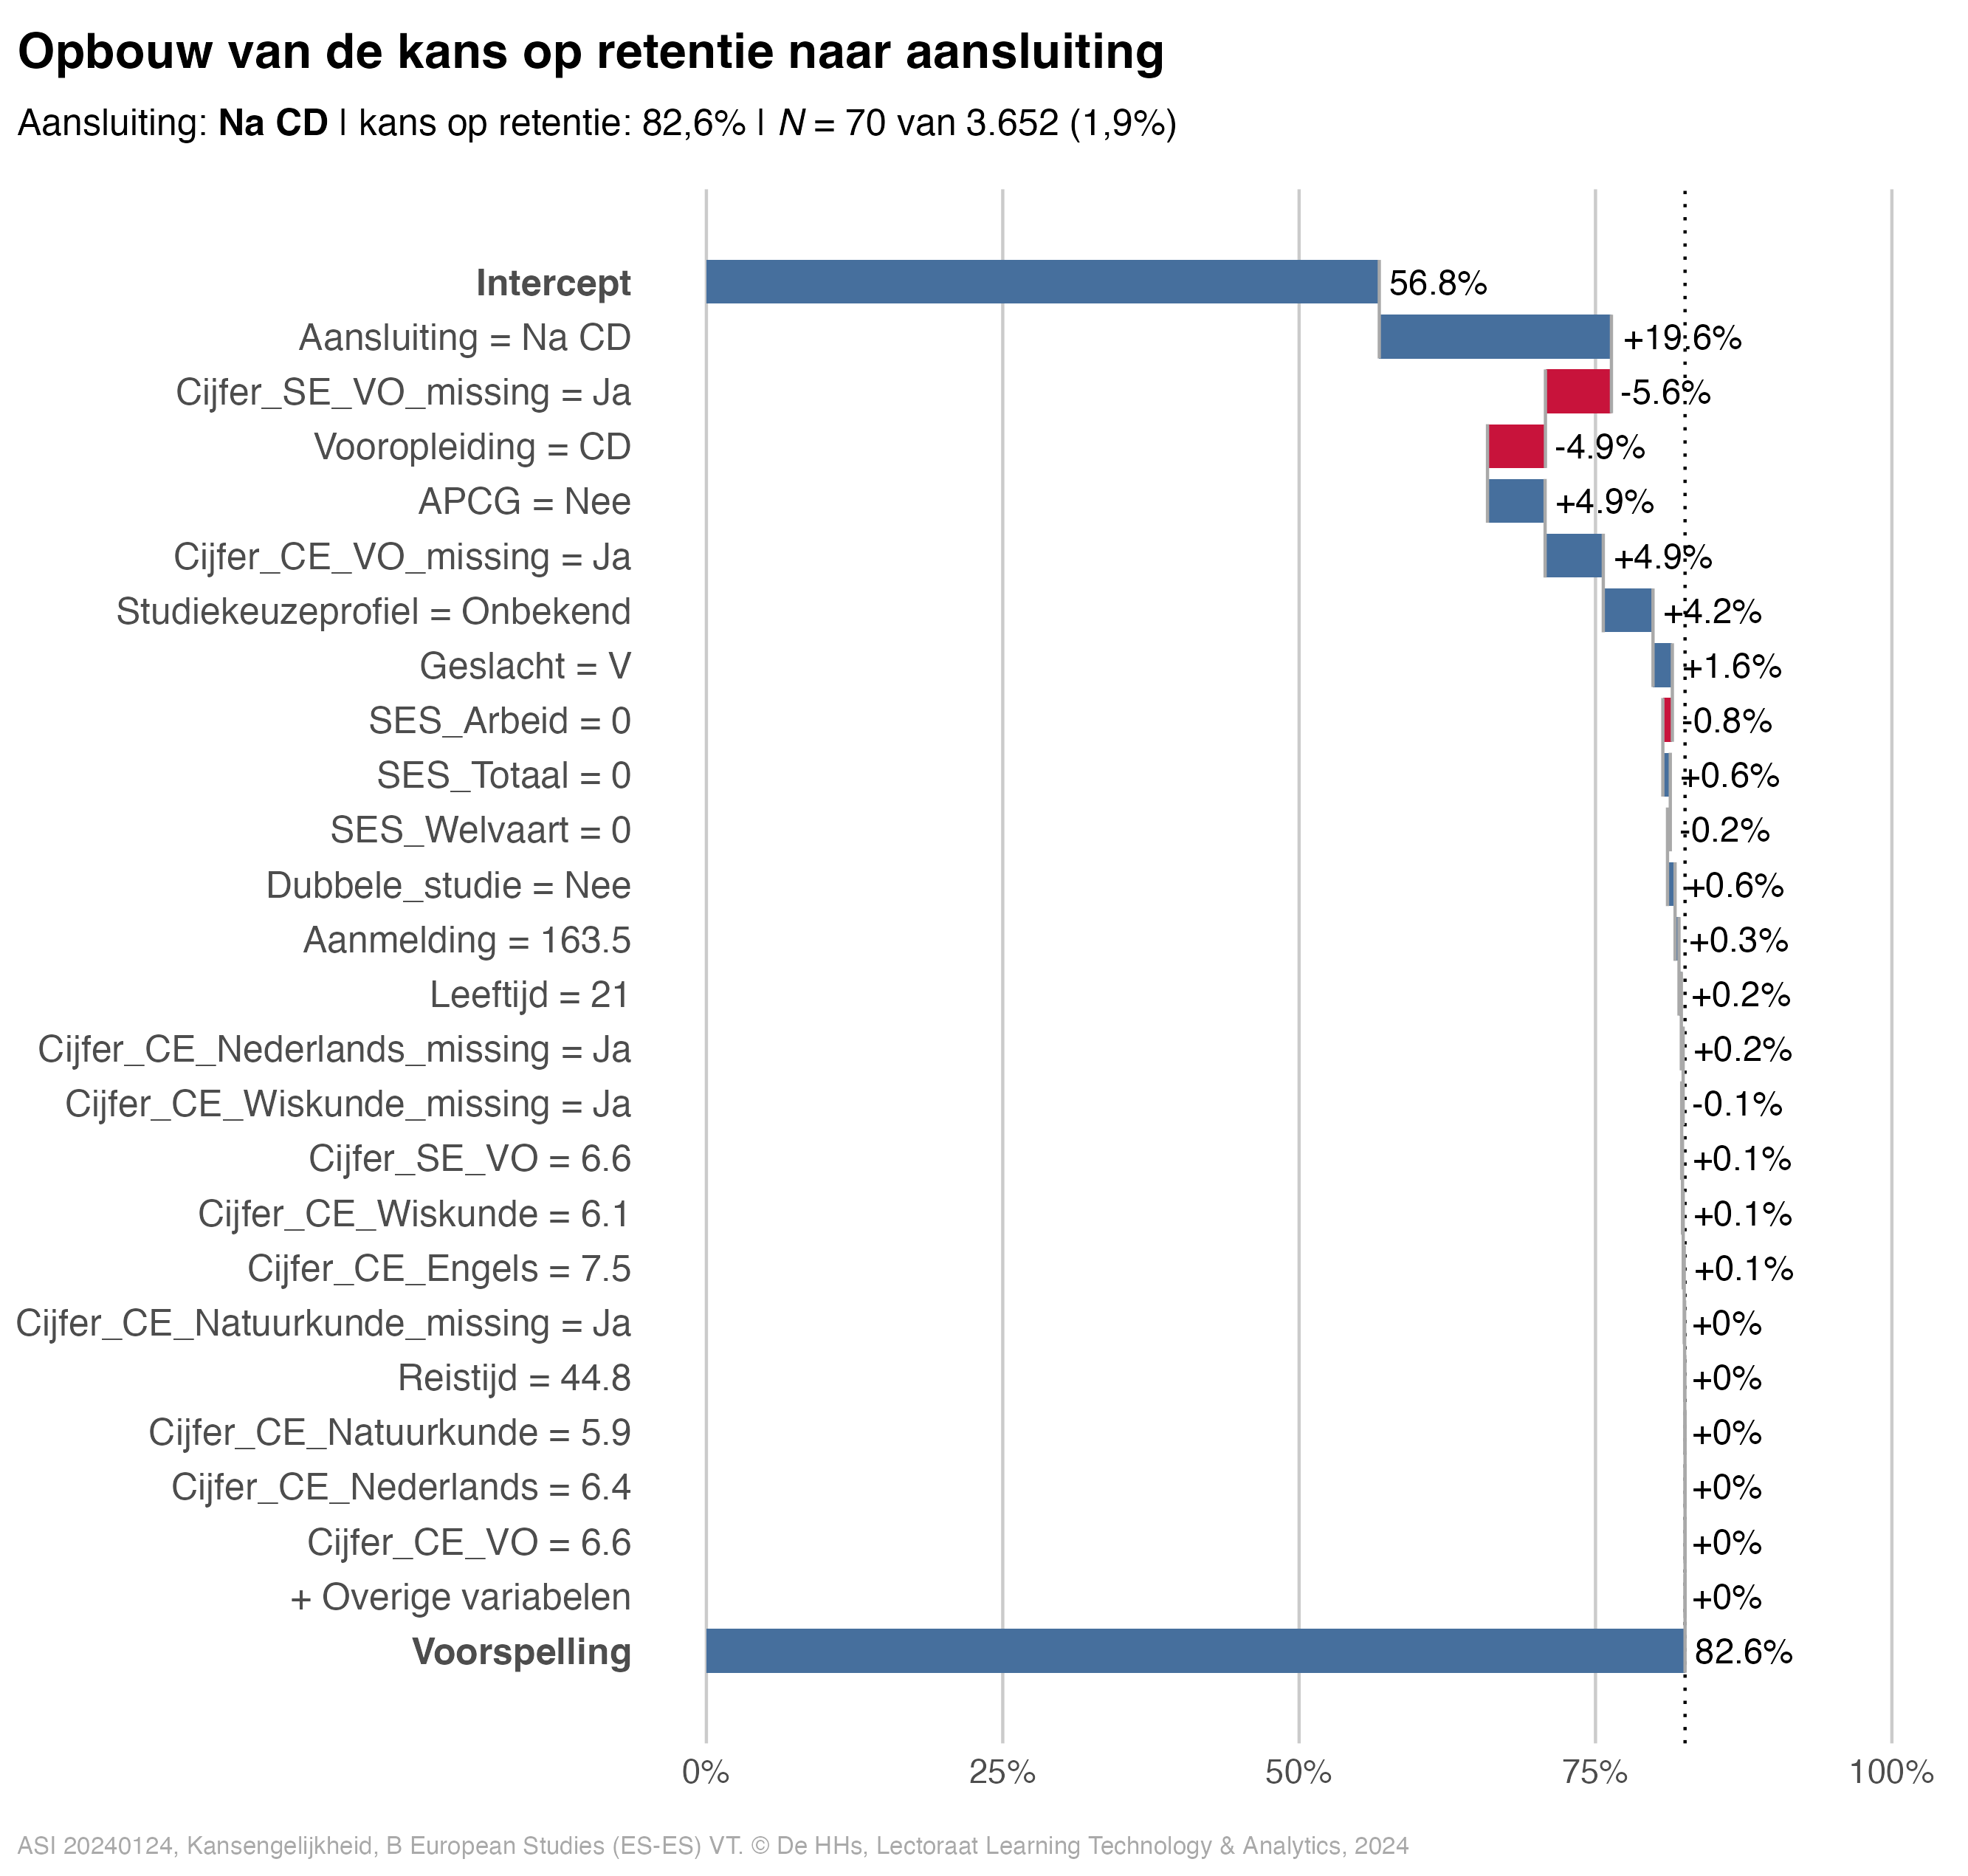 Opbouw van de kans op retentie naar aansluiting
Aansluiting: Na CD | kans op retentie: 82,6% | N = 70 van 3.652 (1,9%)
Intercept 56.8%
Aansluiting = Na CD +19.6%
Cijfer_SE_VO_missing = Ja -5.6%
Vooropleiding = CD -4.9%
APCG = Nee +4.9%
Cijfer_CE_VO_missing = Ja +4.9%
Studiekeuzeprofiel = Onbekend +4.2%
Geslacht = V +1.6%
SES_Arbeid = 0 -0.8%
SES_Totaal = 0 +0.6%
SES_Welvaart = 0 -0.2%
Dubbele_studie = Nee +0.6%
Aanmelding = 163.5 +0.3%
Leeftijd = 21 +0.2%
Cijfer_CE_Nederlands_missing = Ja +0.2%
Cijfer_CE_Wiskunde_missing = Ja -0.1%
Cijfer_SE_VO = 6.6 +0.1%
Cijfer_CE_Wiskunde = 6.1 +0.1%
Cijfer_CE_Engels = 7.5 +0.1%
Cijfer_CE_Natuurkunde_missing = Ja +0%
Reistijd = 44.8 +0%
Cijfer_CE_Natuurkunde = 5.9 +0%
Cijfer_CE_Nederlands = 6.4 +0%
Cijfer_CE_VO = 6.6 +0%
+ Overige variabelen +0%
Voorspelling 82.6%
0% 25% 50% 75% 100%
ASI 20240124, Kansengelijkheid, B European Studies (ES-ES) VT. © De HHs, Lectoraat Learning Technology & Analytics, 2024